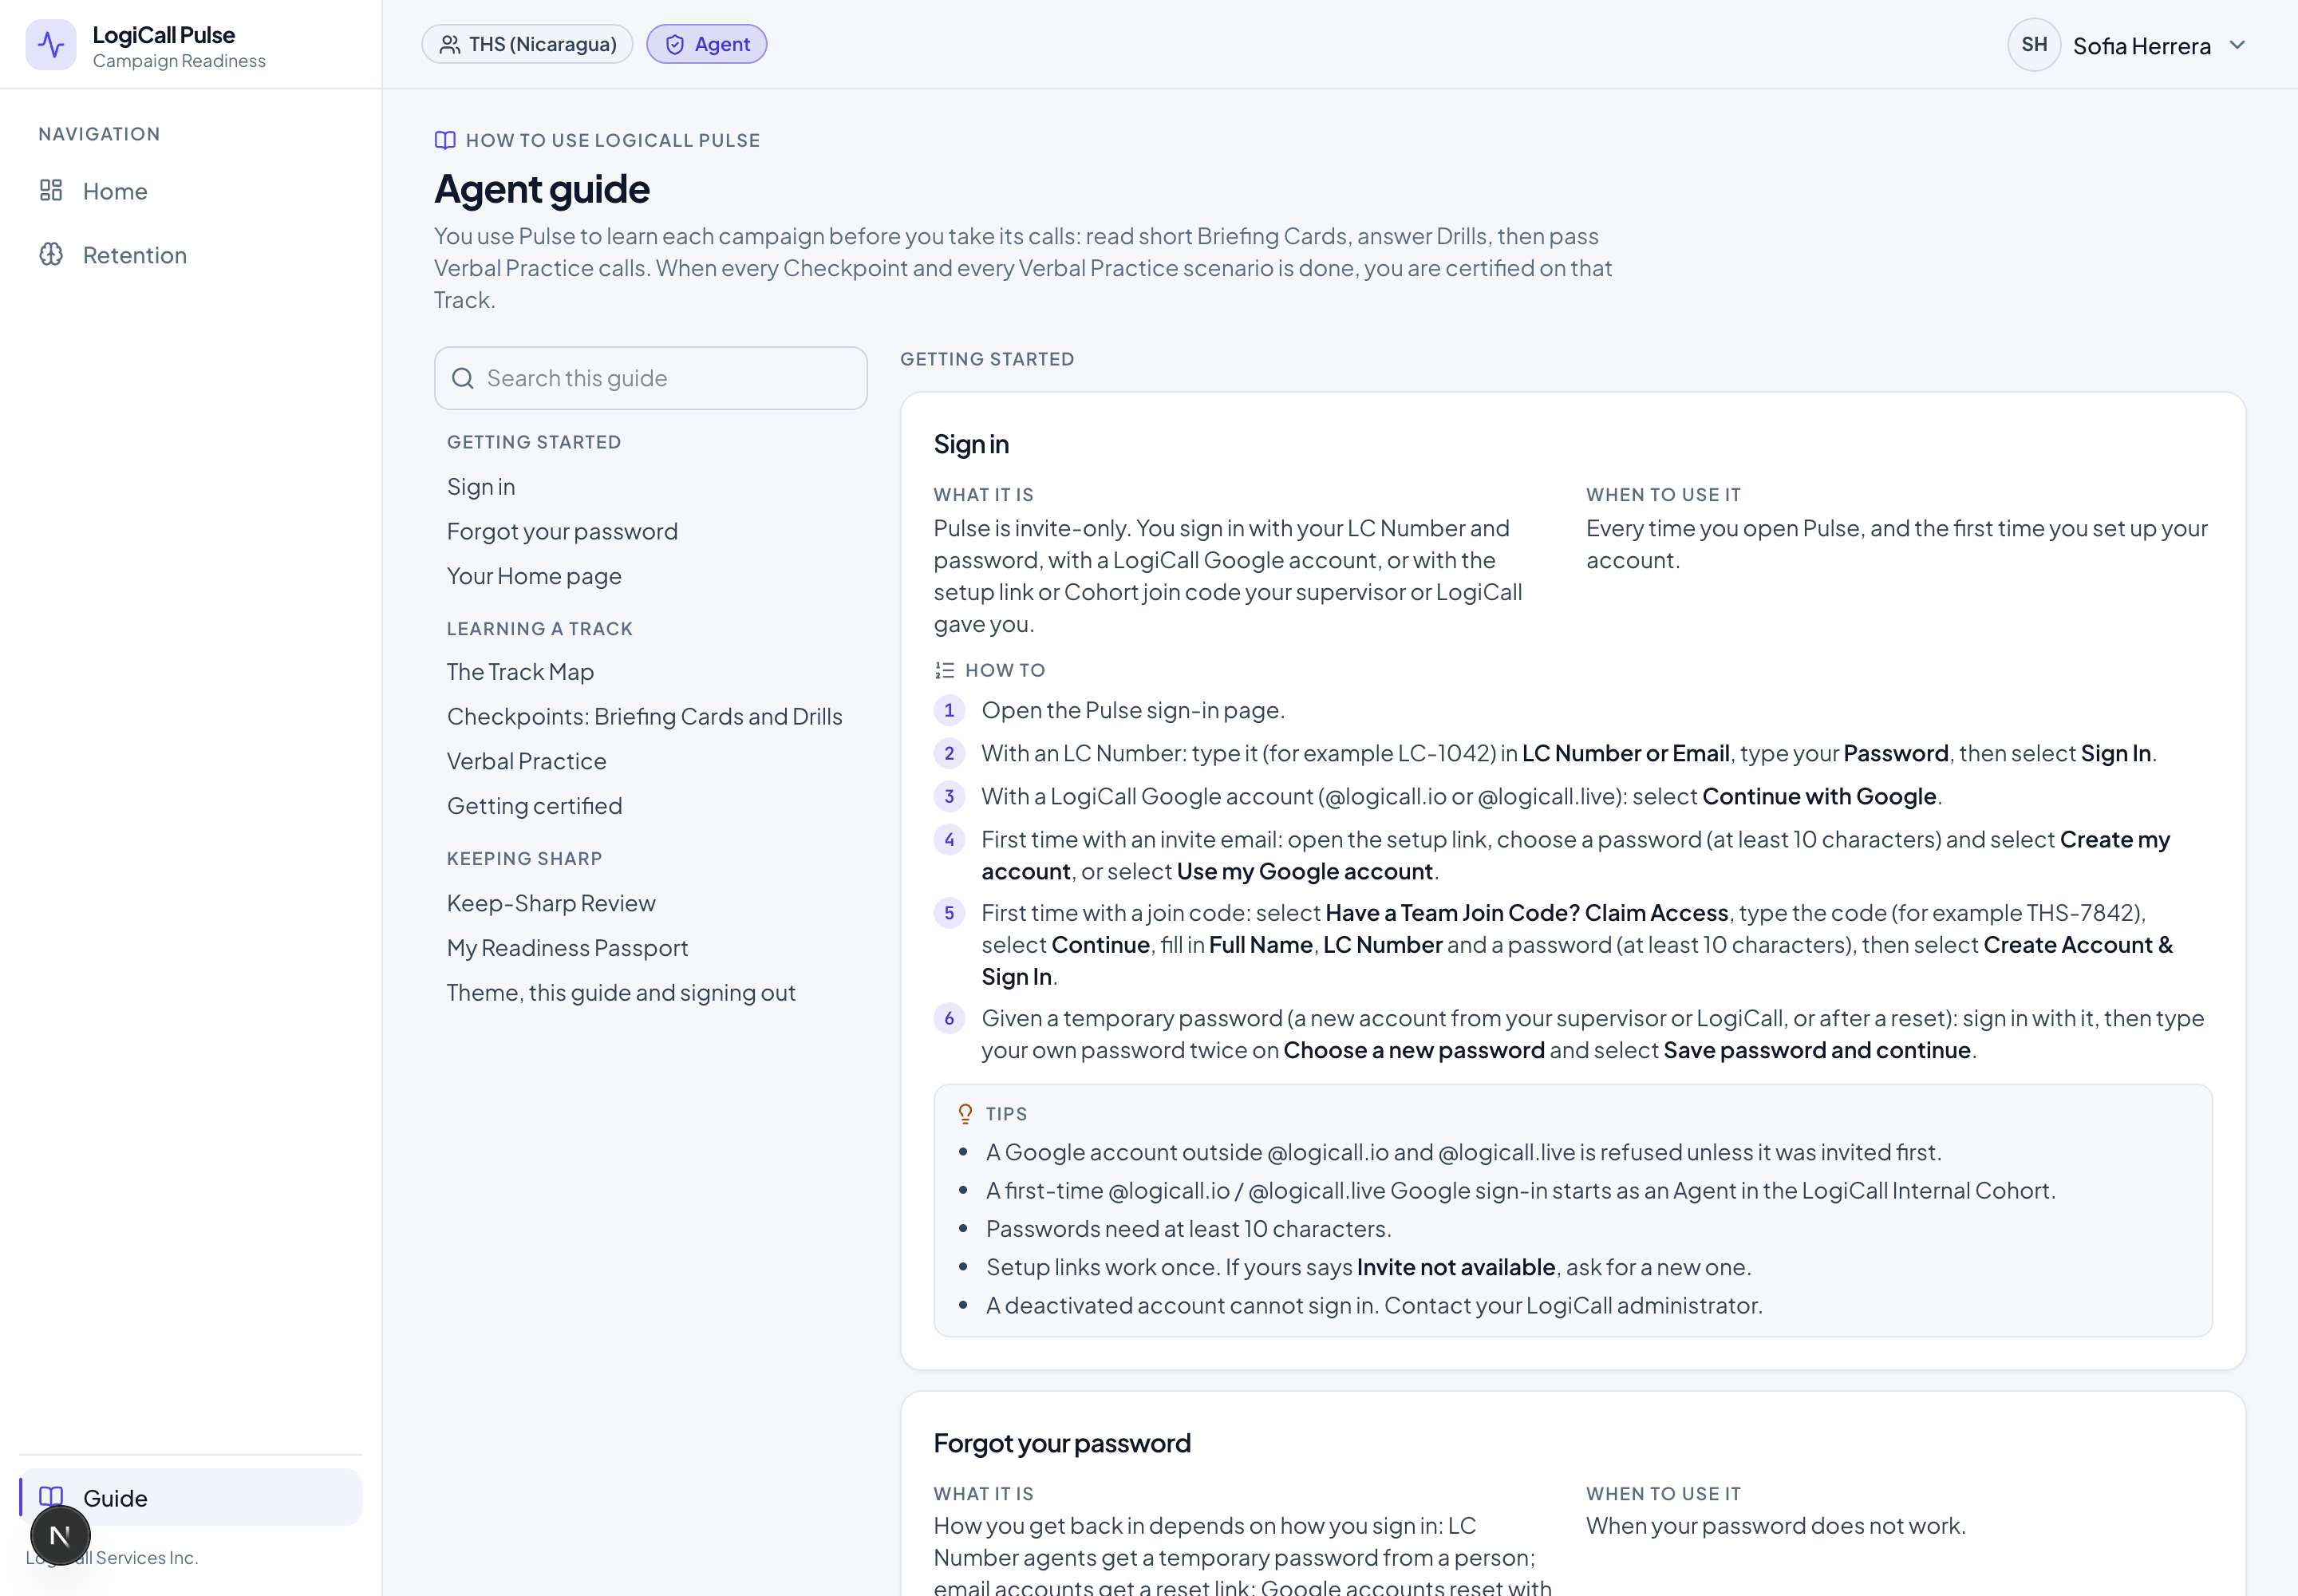 LogiCall Pulse
Campaign Readiness
THS (Nicaragua)
Agent
SH
Sofia Herrera
NAVIGATION
Home
Retention
HOW TO USE LOGICALL PULSE
Agent guide
You use Pulse to learn each campaign before you take its calls: read short Briefing Cards, answer Drills, then pass
Verbal Practice calls. When every Checkpoint and every Verbal Practice scenario is done, you are certified on that
Track.
Search this guide
GETTING STARTED
Sign in
Forgot your password
Your Home page
LEARNING A TRACK
The Track Map
Checkpoints: Briefing Cards and Drills
Verbal Practice
Getting certified
KEEPING SHARP
Keep-Sharp Review
My Readiness Passport
Theme, this guide and signing out
GETTING STARTED
Sign in
WHAT IT IS
Pulse is invite-only. You sign in with your LC Number and
password, with a LogiCall Google account, or with the
setup link or Cohort join code your supervisor or LogiCall
gave you.
WHEN TO USE IT
Every time you open Pulse, and the first time you set up your
account.
HOW TO
1 Open the Pulse sign-in page.
2 With an LC Number: type it (for example LC-1042) in LC Number or Email, type your Password, then select Sign In.
3 With a LogiCall Google account (@logicall.io or @logicall.live): select Continue with Google.
4 First time with an invite email: open the setup link, choose a password (at least 10 characters) and select Create my
account, or select Use my Google account.
5 First time with a join code: select Have a Team Join Code? Claim Access, type the code (for example THS-7842),
select Continue, fill in Full Name, LC Number and a password (at least 10 characters), then select Create Account &
Sign In.
6 Given a temporary password (a new account from your supervisor or LogiCall, or after a reset): sign in with it, then type
your own password twice on Choose a new password and select Save password and continue.
TIPS
• A Google account outside @logicall.io and @logicall.live is refused unless it was invited first.
• A first-time @logicall.io / @logicall.live Google sign-in starts as an Agent in the LogiCall Internal Cohort.
• Passwords need at least 10 characters.
• Setup links work once. If yours says Invite not available, ask for a new one.
• A deactivated account cannot sign in. Contact your LogiCall administrator.
Forgot your password
WHAT IT IS
How you get back in depends on how you sign in: LC
Number agents get a temporary password from a person;
email accounts get a reset link; Google accounts reset with
WHEN TO USE IT
When your password does not work.
Guide
N
Services Inc.